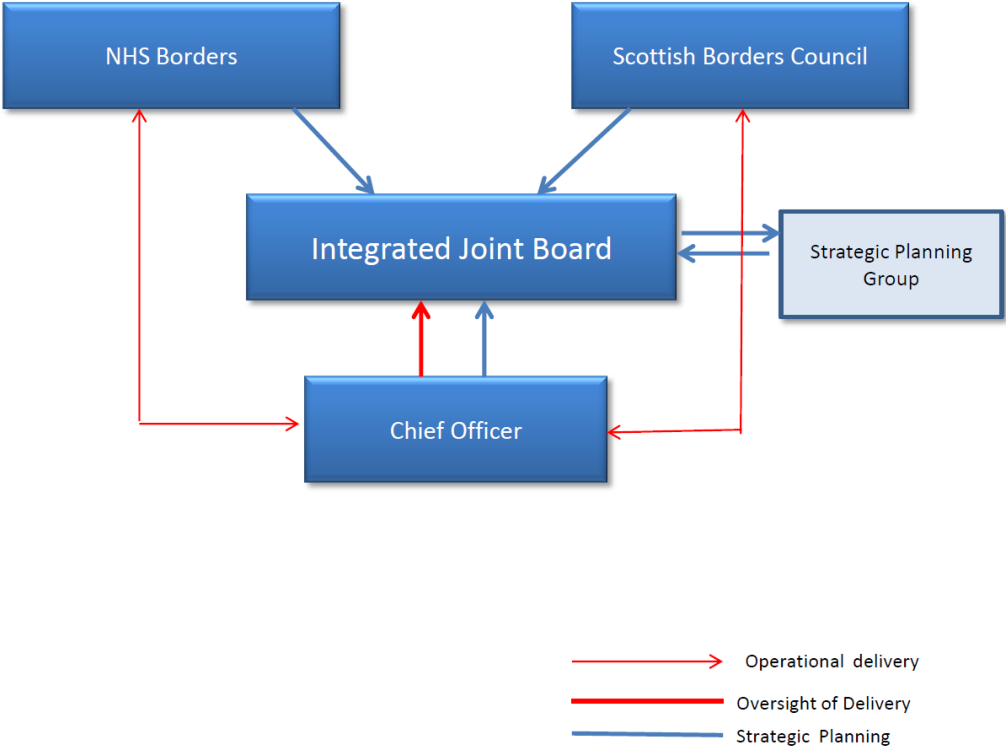 NHS Borders
Scottish Borders Council
Integrated Joint Board
Strategic Planning
Group
Chief Officer
Operational delivery
Oversight of Delivery
Strategic Planning